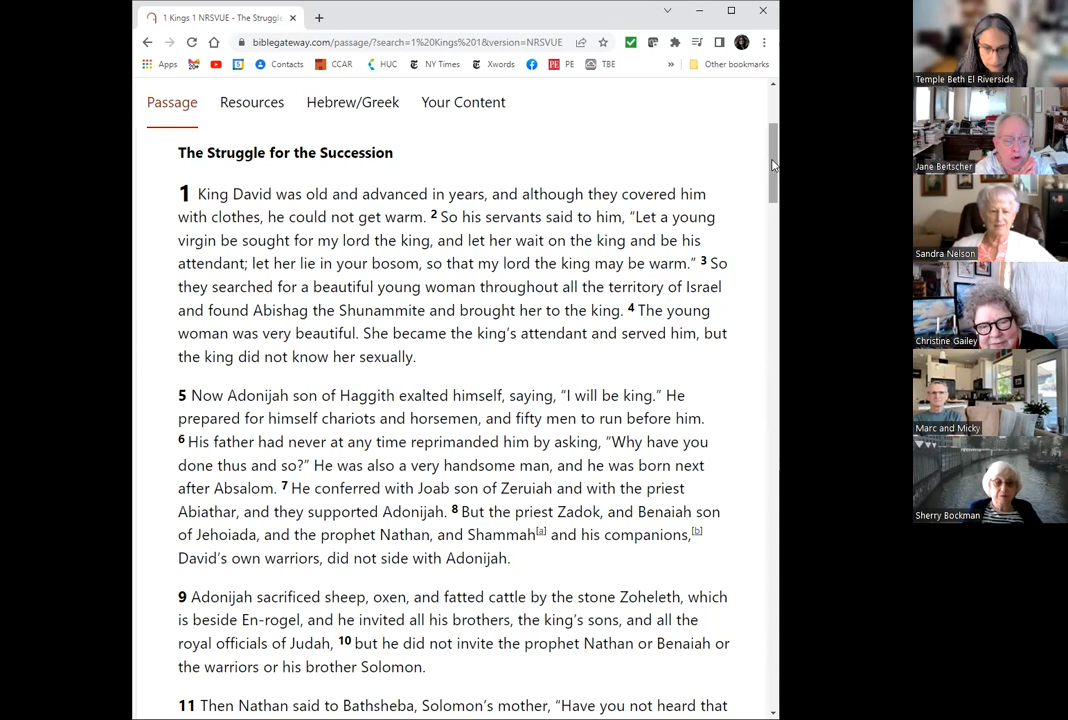 1 Kings 1 NRSVUE - The Struggl
biblegateway.com/passage/?search=1%20Kings%201&version=NRSVUE
Apps
Contacts
CCAR
HUC
NY Times
Xwords
PE
TBE
»
Other bookmarks
Passage
Resources
Hebrew/Greek
Your Content
The Struggle for the Succession
1 King David was old and advanced in years, and although they covered him
with clothes, he could not get warm. 2 So his servants said to him, “Let a young
virgin be sought for my lord the king, and let her wait on the king and be his
attendant; let her lie in your bosom, so that my lord the king may be warm.” 3 So
they searched for a beautiful young woman throughout all the territory of Israel
and found Abishag the Shunammite and brought her to the king. 4 The young
woman was very beautiful. She became the king’s attendant and served him, but
the king did not know her sexually.
5 Now Adonijah son of Haggith exalted himself, saying, “I will be king.” He
prepared for himself chariots and horsemen, and fifty men to run before him.
6 His father had never at any time reprimanded him by asking, “Why have you
done thus and so?” He was also a very handsome man, and he was born next
after Absalom. 7 He conferred with Joab son of Zeruiah and with the priest
Abiathar, and they supported Adonijah. 8 But the priest Zadok, and Benaiah son
of Jehoiada, and the prophet Nathan, and Shammah[a] and his companions,[b]
David’s own warriors, did not side with Adonijah.
9 Adonijah sacrificed sheep, oxen, and fatted cattle by the stone Zoheleth, which
is beside En-rogel, and he invited all his brothers, the king’s sons, and all the
royal officials of Judah, 10 but he did not invite the prophet Nathan or Benaiah or
the warriors or his brother Solomon.
11 Then Nathan said to Bathsheba, Solomon’s mother, “Have you not heard that
Temple Beth El Riverside
Jane Beitscher
Sandra Nelson
Christine Gailey
Marc and Micky
Sherry Bockman